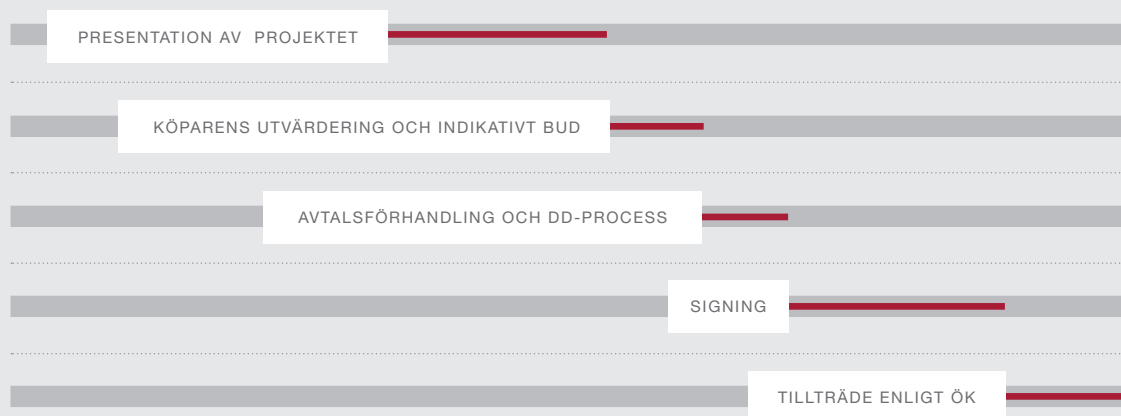 PRESENTATION AV PROJEKTET
KÖPARENS UTVÄRDERING OCH INDIKATIVT BUD
AVTALSFÖRHANDLING OCH DD-PROCESS
SIGNING
TILLTRÄDE ENLIGT ÖK